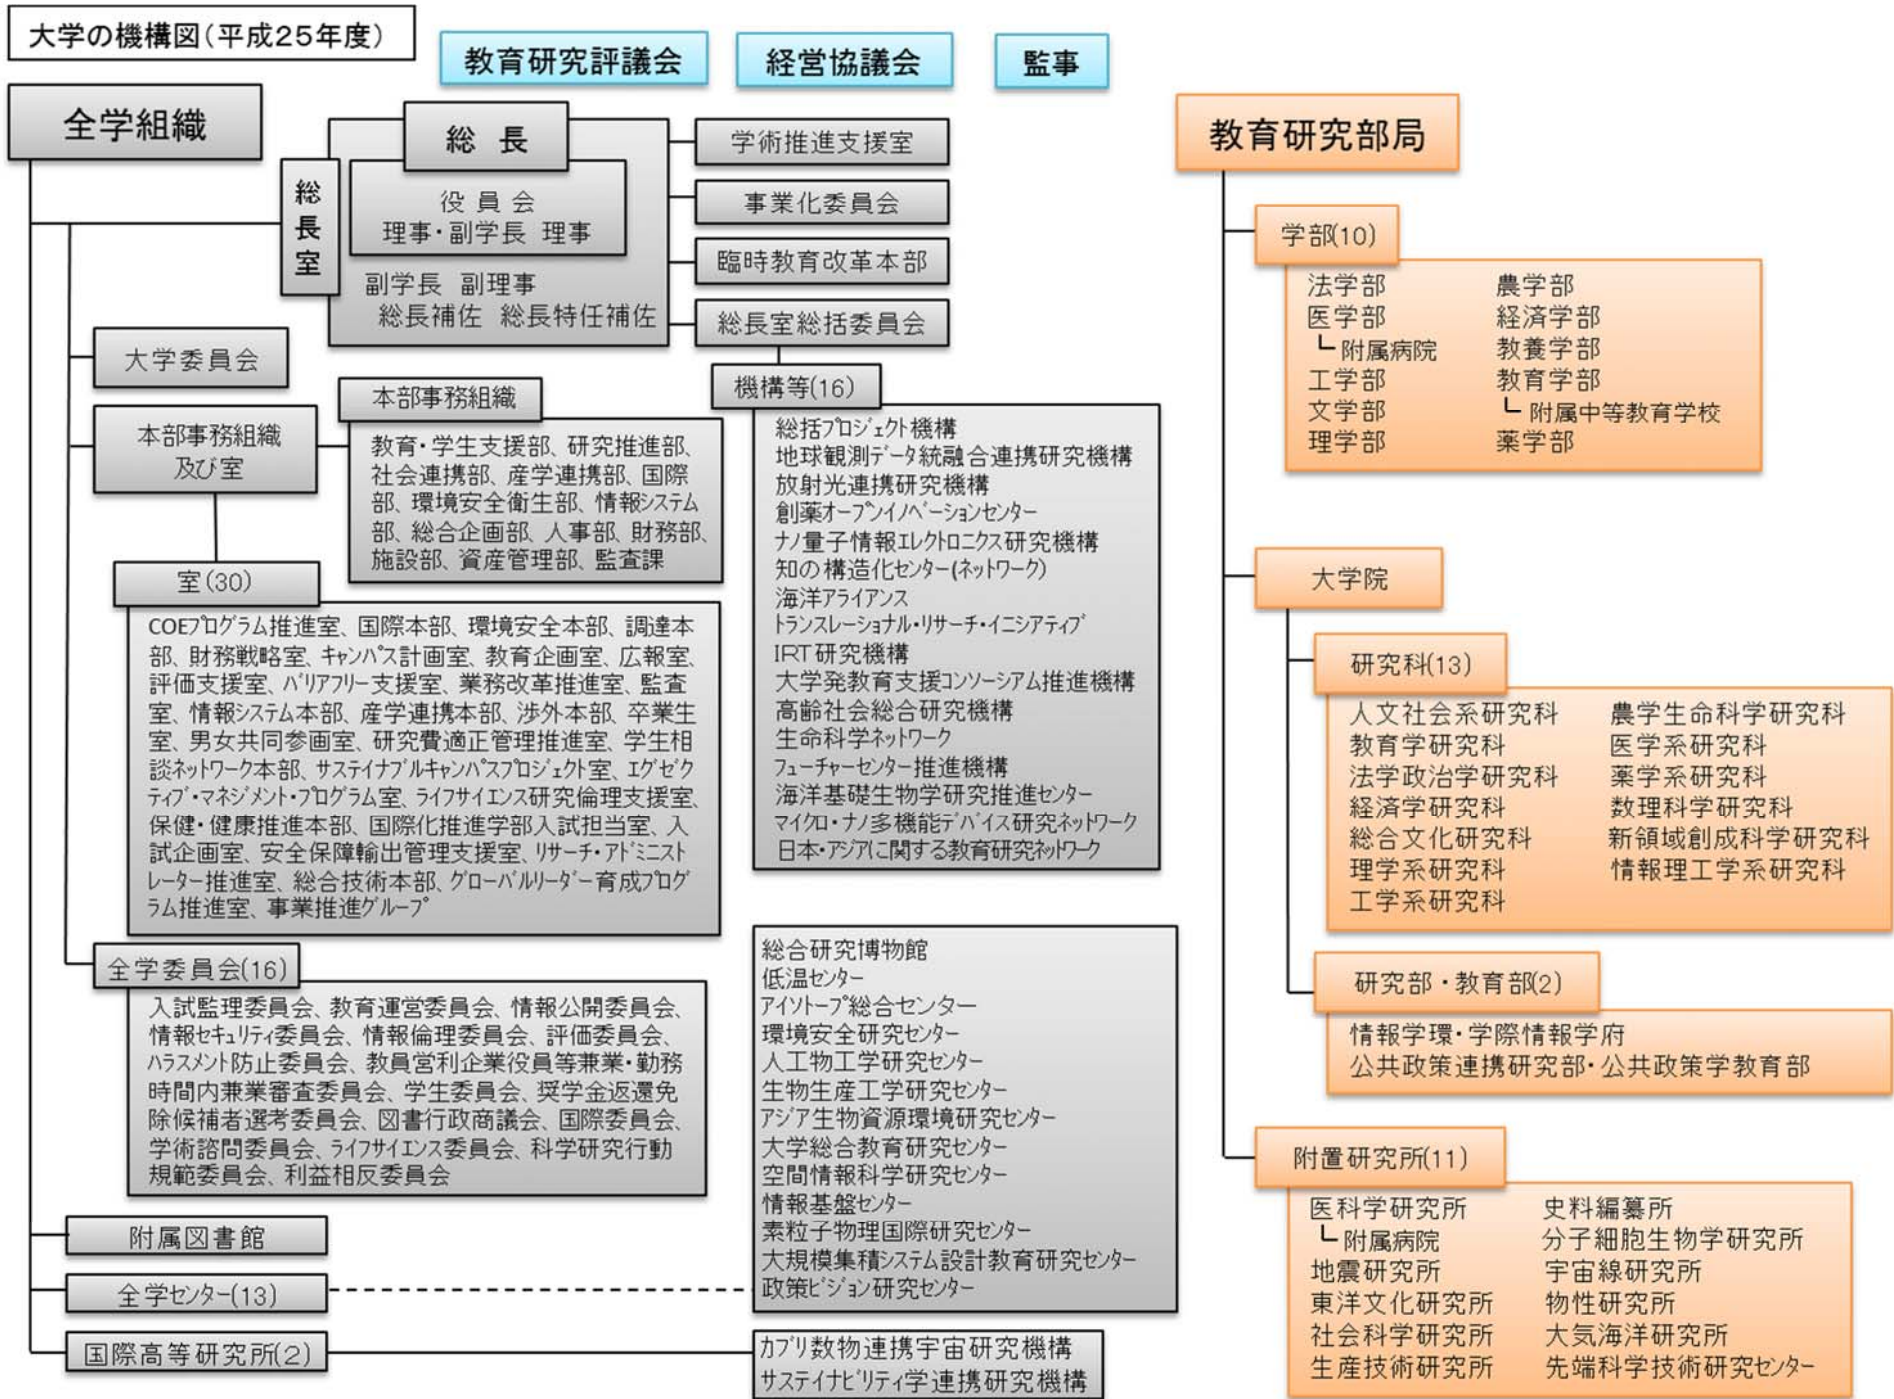 大学の機構図(平成25年度)
教育研究評議会
経営協議会
監事
全学組織
総長室
総 長
役 員 会
理事・副学長 理事
副学長 副理事
総長補佐 総長特任補佐
学術推進支援室
事業化委員会
臨時教育改革本部
総長室総括委員会
大学委員会
本部事務組織
及び室
本部事務組織
教育・学生支援部、研究推進部、
社会連携部、産学連携部、国際
部、環境安全衛生部、情報システム
部、総合企画部、人事部、財務部、
施設部、資産管理部、監査課
室(30)
COEプログラム推進室、国際本部、環境安全本部、調達本
部、財務戦略室、キャンパス計画室、教育企画室、広報室、
評価支援室、バリアフリー支援室、業務改革推進室、監査
室、情報システム本部、産学連携本部、渉外本部、卒業生
室、男女共同参画室、研究費適正管理推進室、学生相
談ネットワーク本部、サステイナブルキャンパスプロジェクト室、エグゼク
ティブ・マネジメント・プログラム室、ライフサイエンス研究倫理支援室、
保健・健康推進本部、国際化推進学部入試担当室、入
試企画室、安全保障輸出管理支援室、リサーチ・アドミニスト
レーター推進室、総合技術本部、グローバルリーダー育成プログ
ラム推進室、事業推進グループ
機構等(16)
総括プロジェクト機構
地球観測データ統融合連携研究機構
放射光連携研究機構
創薬オープンイノベーションセンター
ナノ量子情報エレクトロニクス研究機構
知の構造化センター(ネットワーク)
海洋アライアンス
トランスレーショナル・リサーチ・イニシアティブ
IRT研究機構
大学発教育支援コンソーシアム推進機構
高齢社会総合研究機構
生命科学ネットワーク
フューチャーセンター推進機構
海洋基礎生物学研究推進センター
マイクロ・ナノ多機能デバイス研究ネットワーク
日本・アジアに関する教育研究ネットワーク
全学委員会(16)
入試監理委員会、教育運営委員会、情報公開委員会、
情報セキュリティ委員会、情報倫理委員会、評価委員会、
ハラスメント防止委員会、教員営利企業役員等兼業・勤務
時間内兼業審査委員会、学生委員会、奨学金返還免
除候補者選考委員会、図書行政商議会、国際委員会、
学術諮問委員会、ライフサイエンス委員会、科学研究行動
規範委員会、利益相反委員会
附属図書館
全学センター(13)
総合研究博物館
低温センター
アイソトープ総合センター
環境安全研究センター
人工物工学研究センター
生物生産工学研究センター
アジア生物資源環境研究センター
大学総合教育研究センター
空間情報科学研究センター
情報基盤センター
素粒子物理国際研究センター
大規模集積システム設計教育研究センター
政策ビジョン研究センター
国際高等研究所(2)
カブリ数物連携宇宙研究機構
サステイナビリティ学連携研究機構
教育研究部局
学部(10)
法学部
医学部
附属病院
工学部
文学部
理学部
農学部
経済学部
教養学部
教育学部
附属中等教育学校
薬学部
大学院
研究科(13)
人文社会系研究科
教育学研究科
法学政治学研究科
経済学研究科
総合文化研究科
理学系研究科
工学系研究科
農学生命科学研究科
医学系研究科
薬学系研究科
数理科学研究科
新領域創成科学研究科
情報理工学系研究科
研究部・教育部(2)
情報学環・学際情報学府
公共政策連携研究部・公共政策学教育部
附置研究所(11)
医科学研究所
附属病院
地震研究所
東洋文化研究所
社会科学研究所
生産技術研究所
史料編纂所
分子細胞生物学研究所
宇宙線研究所
物性研究所
大気海洋研究所
先端科学技術研究センター